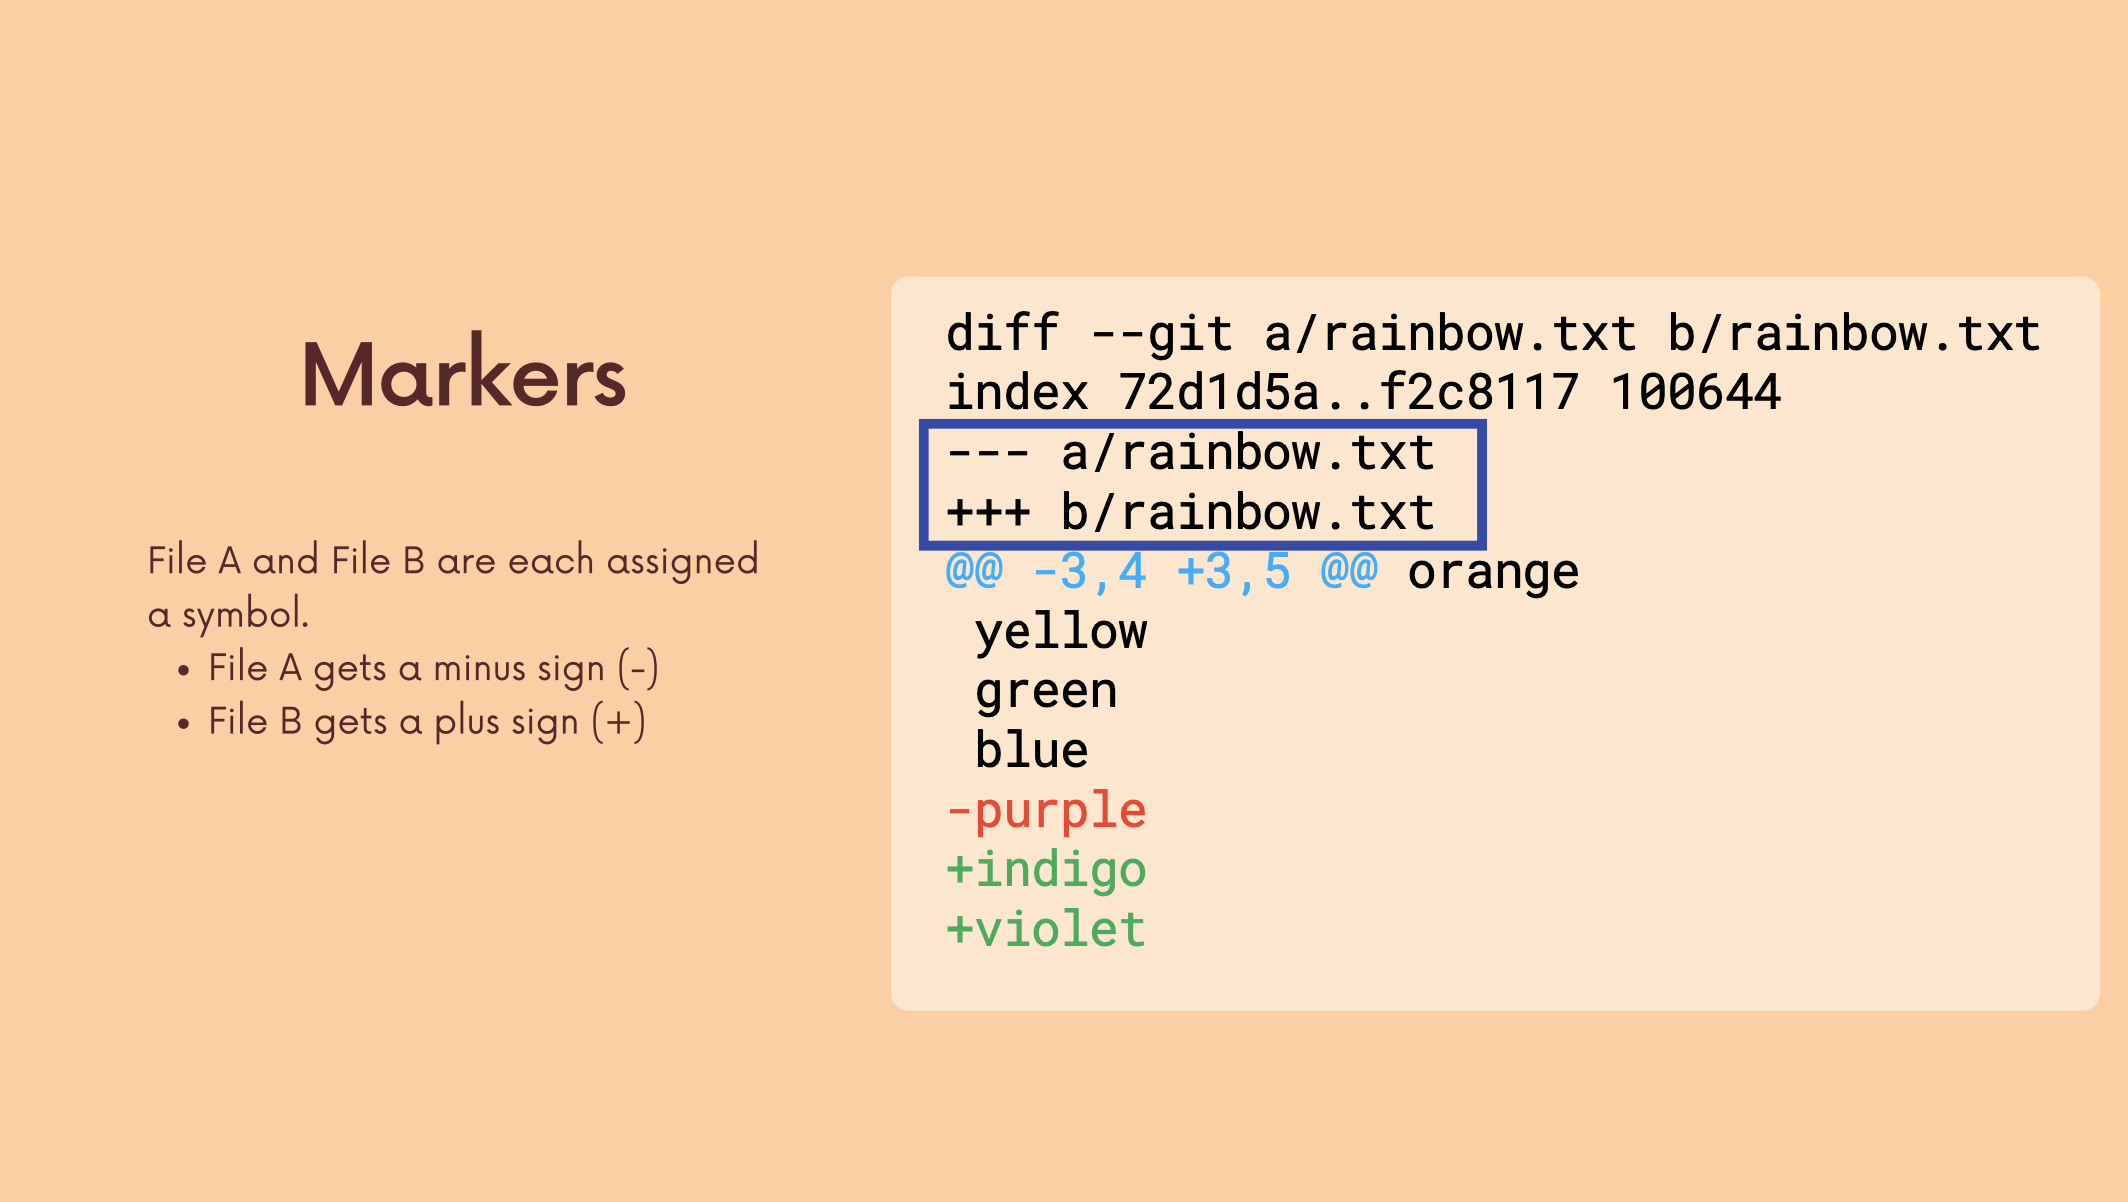 Markers
File A and File B are each assigned
a symbol.
• File A gets a minus sign (-)
• File B gets a plus sign (+)
diff --git a/rainbow.txt b/rainbow.txt
index 72d1d5a..f2c8117 100644
--- a/rainbow.txt
+++ b/rainbow.txt
@@ -3,4 +3,5 @@ orange
 yellow
 green
 blue
-purple
+indigo
+violet